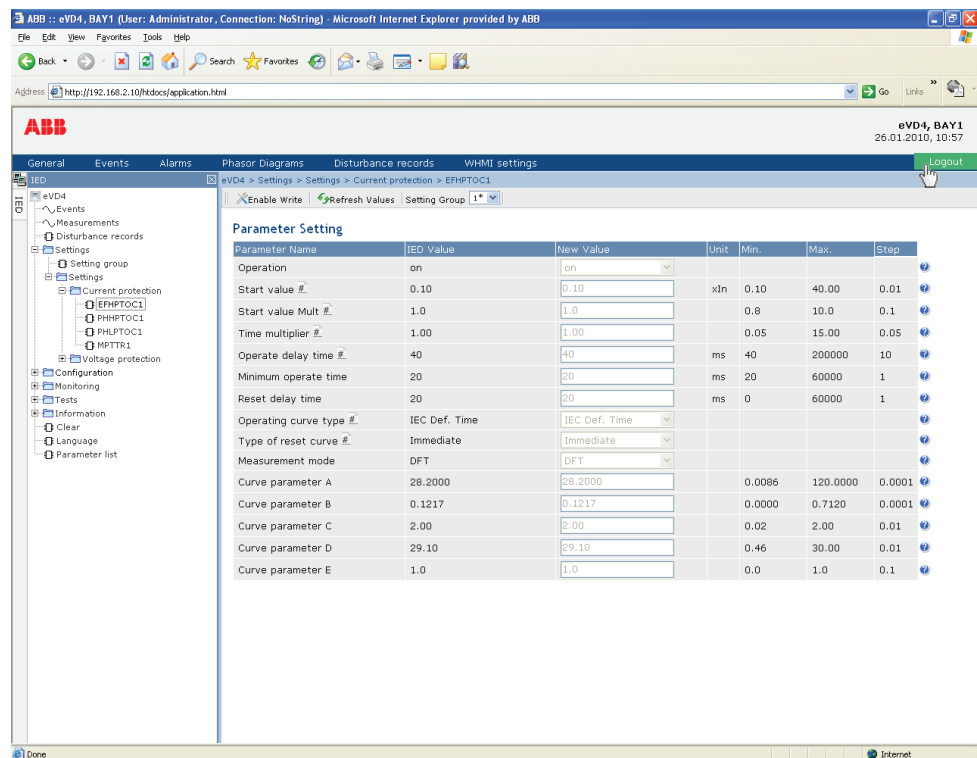 ABB :: eVD4, BAY1 (User: Administrator, Connection: NoString) - Microsoft Internet Explorer provided by ABB
File Edit View Favorites Tools Help
Back Search Favorites
Address http://192.168.2.10/htdocs/application.html Go Links »
ABB
eVD4, BAY1
26.01.2010, 10:57
General Events Alarms Phasor Diagrams Disturbance records WHMI settings Logout
IED
IED
eVD4 > Settings > Settings > Current protection > EFHPTOC1
Enable Write Refresh Values Setting Group 1*
eVD4
Events
Measurements
Disturbance records
Settings
Setting group
Settings
Current protection
EFHPTOC1
PHHPTOC1
PHLPTOC1
MPTTR1
Voltage protection
Configuration
Monitoring
Tests
Information
Clear
Language
Parameter list
Parameter Setting
Parameter Name IED Value New Value Unit Min. Max. Step
Operation on on
Start value # 0.10 0.10 xIn 0.10 40.00 0.01
Start value Mult # 1.0 1.0 0.8 10.0 0.1
Time multiplier # 1.00 1.00 0.05 15.00 0.05
Operate delay time # 40 40 ms 40 200000 10
Minimum operate time 20 20 ms 20 60000 1
Reset delay time 20 20 ms 0 60000 1
Operating curve type # IEC Def. Time IEC Def. Time
Type of reset curve # Immediate Immediate
Measurement mode DFT DFT
Curve parameter A 28.2000 28.2000 0.0086 120.0000 0.0001
Curve parameter B 0.1217 0.1217 0.0000 0.7120 0.0001
Curve parameter C 2.00 2.00 0.02 2.00 0.01
Curve parameter D 29.10 29.10 0.46 30.00 0.01
Curve parameter E 1.0 1.0 0.0 1.0 0.1
Done Internet